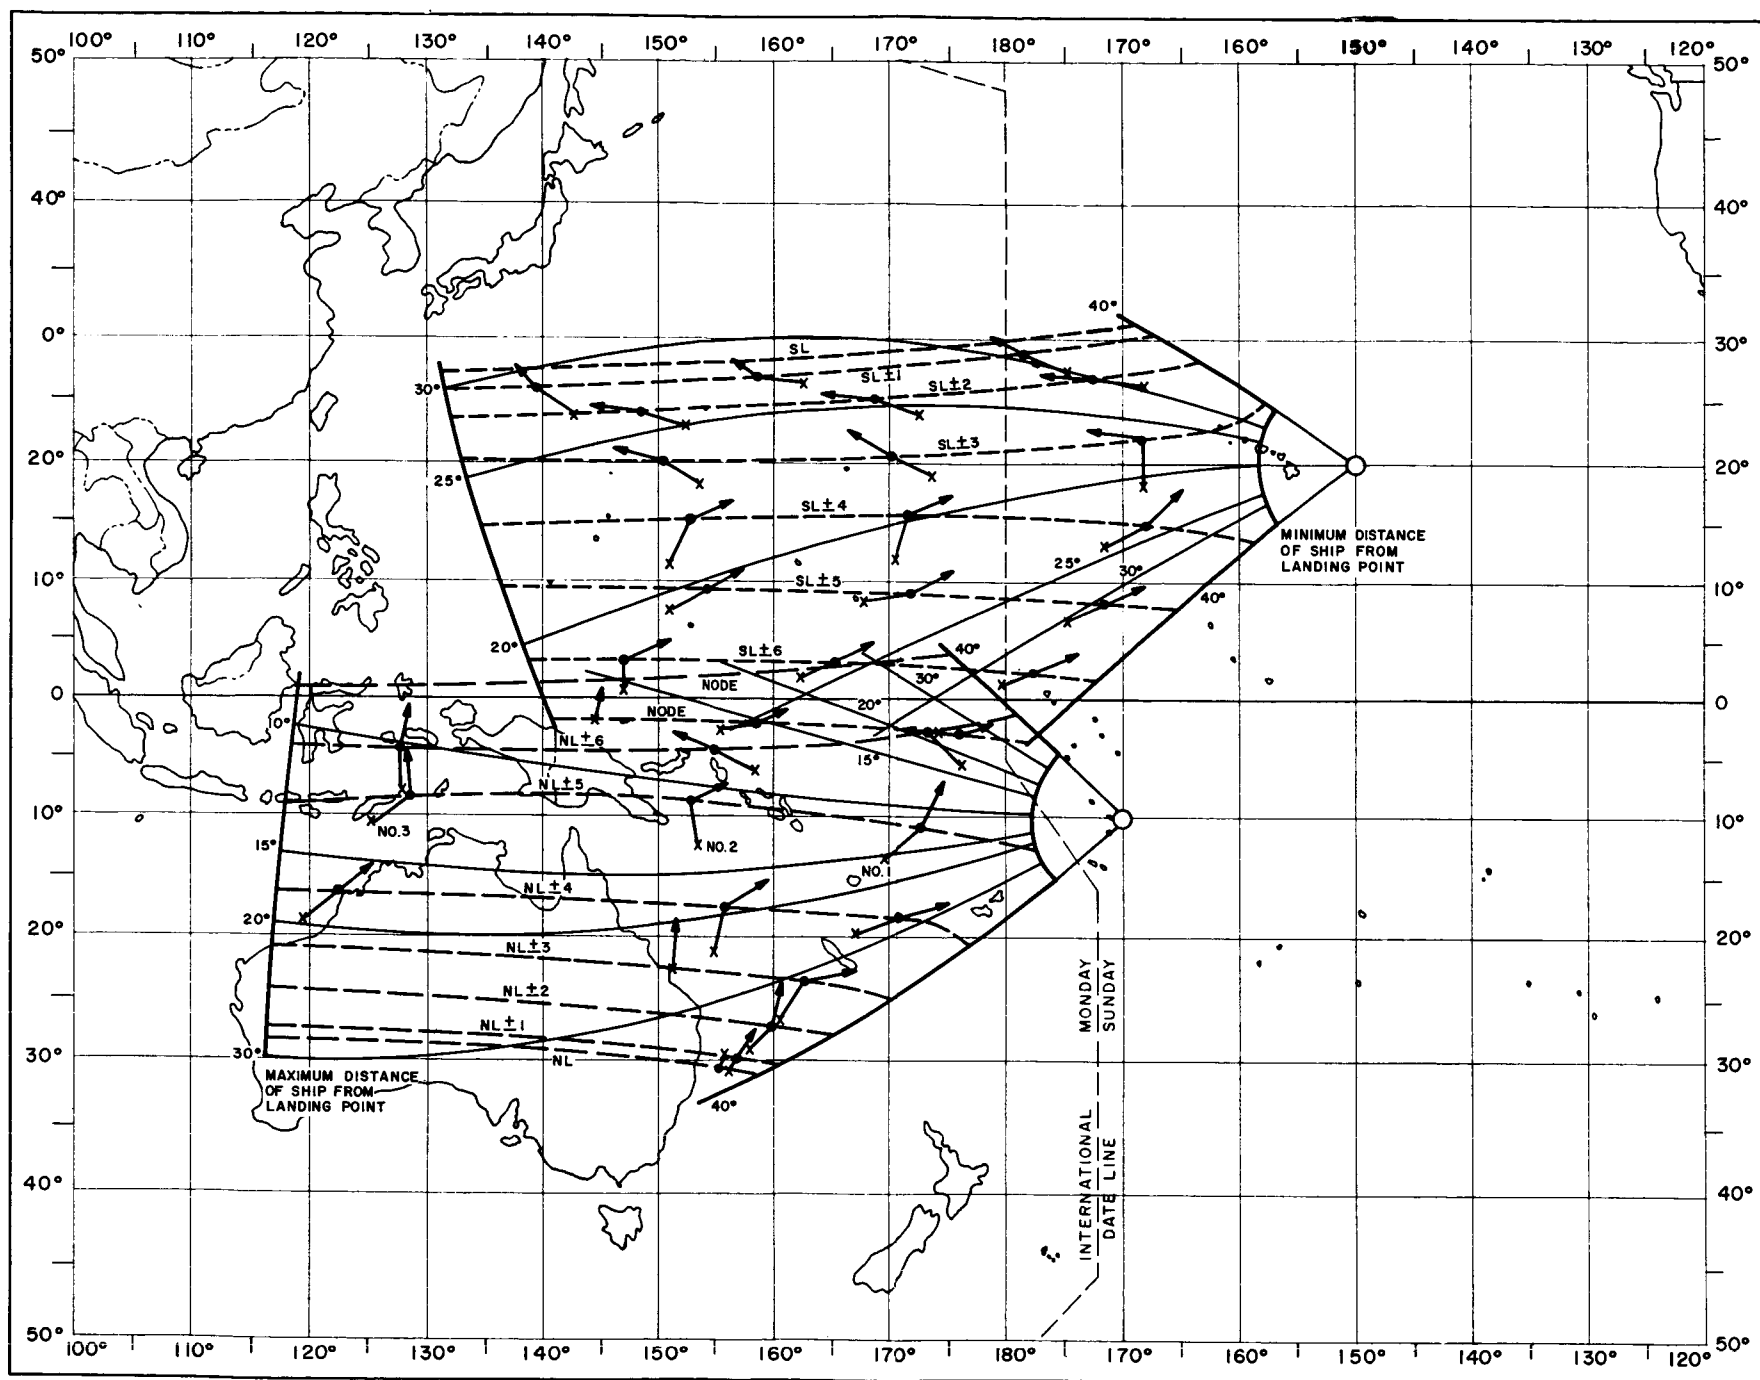 100° 110° 120° 130° 140° 150° 160° 170° 180° 170° 160° 150° 140° 130° 120°
50° 50°
40° 40°
40°
0° 30°
SL
SL±1
SL±2
30°
SL±3
20° 20°
25°
SL±4
MINIMUM DISTANCE
OF SHIP FROM
LANDING POINT
25°
30°
10° 10°
SL±5
40°
20°
SL±6
40°
30°
NODE
0 0
20°
NODE
10°
NL±6
15°
NL±5
10° 10°
NO.3
NO.2
15°
NO.1
NL±4
20°
20° 20°
NL±3
NL±2
MONDAY
SUNDAY
NL±1
30° 30° 30°
NL
MAXIMUM DISTANCE
OF SHIP FROM
LANDING POINT
40°
INTERNATIONAL
DATE LINE
40° 40°
50° 50°
100° 110° 120° 130° 140° 150° 160° 170° 180° 170° 160° 150° 140° 130° 120°